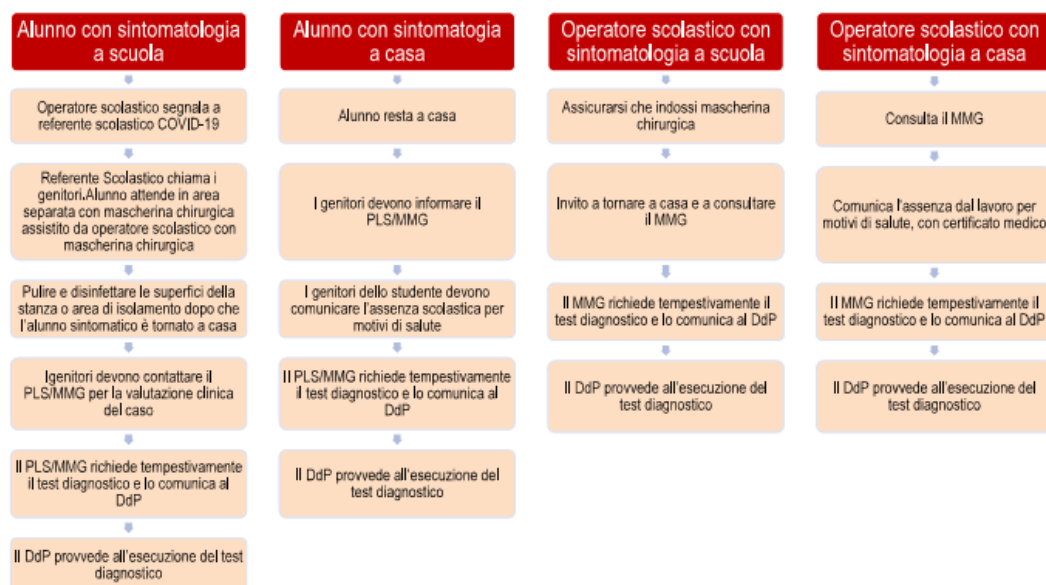 Alunno con sintomatologia
a scuola
Operatore scolastico segnala a
referente scolastico COVID-19
Referente Scolastico chiama i
genitori.Alunno attende in area
separata con mascherina chirurgica
assistito da operatore scolastico con
mascherina chirurgica
Pulire e disinfettare le superfici della
stanza o area di isolamento dopo che
l'alunno sintomatico è tornato a casa
Igenitori devono contattare il
PLS/MMG per la valutazione clinica
del caso
Il PLS/MMG richiede tempestivamente
il test diagnostico e lo comunica al
DdP
Il DdP provvede all'esecuzione del test
diagnostico
Alunno con sintomatogia
a casa
Alunno resta a casa
I genitori devono informare il
PLS/MMG
I genitori dello studente devono
comunicare l'assenza scolastica per
motivi di salute
Il PLS/MMG richiede tempestivamente
il test diagnostico e lo comunica al
DdP
Il DdP provvede all'esecuzione del
test diagnostico
Operatore scolastico con
sintomatologia a scuola
Assicurarsi che indossi mascherina
chirurgica
Invito a tornare a casa e a consultare
il MMG
Il MMG richiede tempestivamente il
test diagnostico e lo comunica al DdP
Il DdP provvede all'esecuzione del
test diagnostico
Operatore scolastico con
sintomatologia a casa
Consulta il MMG
Comunica l'assenza dal lavoro per
motivi di salute, con certificato medico
Il MMG richiede tempestivamente il
test diagnostico e lo comunica al DdP
Il DdP provvede all'esecuzione del
test diagnostico